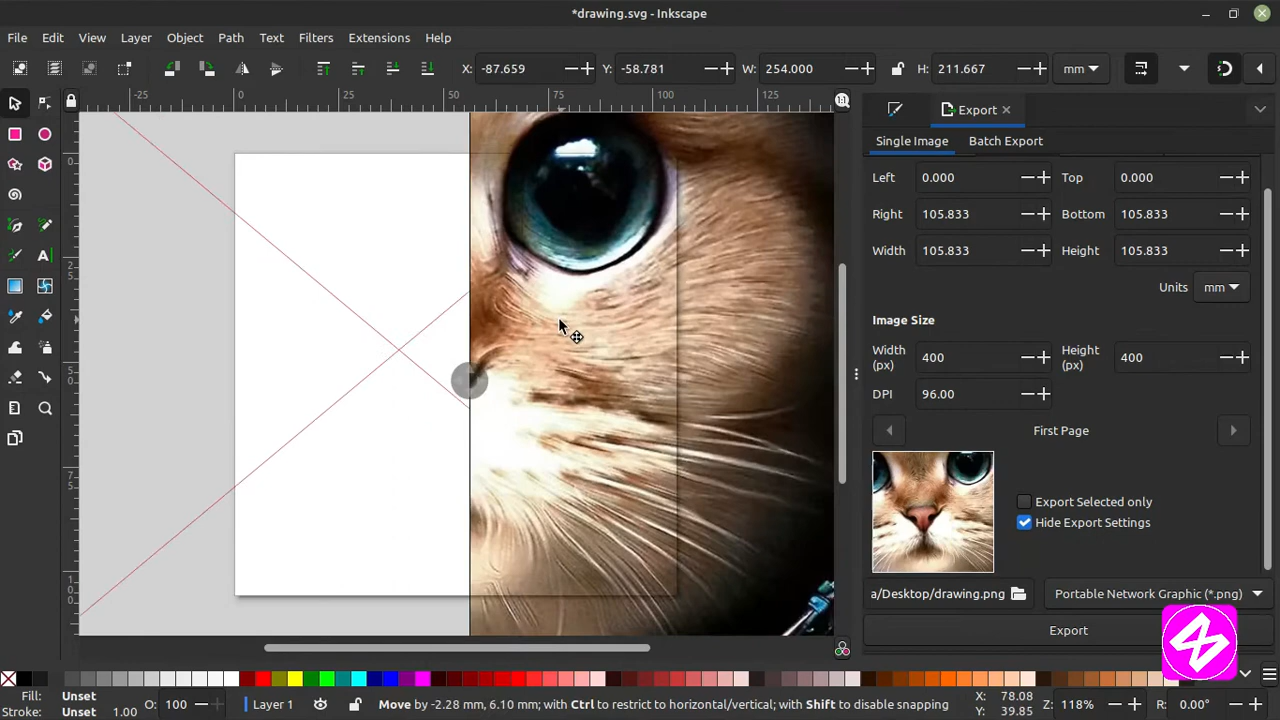 *drawing.svg - Inkscape
File Edit View Layer Object Path Text Filters Extensions Help
X: -87.659 Y: -58.781 W: 254.000 H: 211.667 mm
-25 0 25 50 75 100 125
0
25
50
75
100
Export
Single Image Batch Export
Left 0.000 Top 0.000
Right 105.833 Bottom 105.833
Width 105.833 Height 105.833
Units mm
Image Size
Width (px) 400 Height (px) 400
DPI 96.00
First Page
Export Selected only
Hide Export Settings
a/Desktop/drawing.png Portable Network Graphic (*.png)
Export
Fill: Unset
Stroke: Unset 1.00
O: 100
Layer 1
Move by -2.28 mm, 6.10 mm; with Ctrl to restrict to horizontal/vertical; with Shift to disable snapping
X: 78.08
Y: 39.85
Z: 118%
R: 0.00°